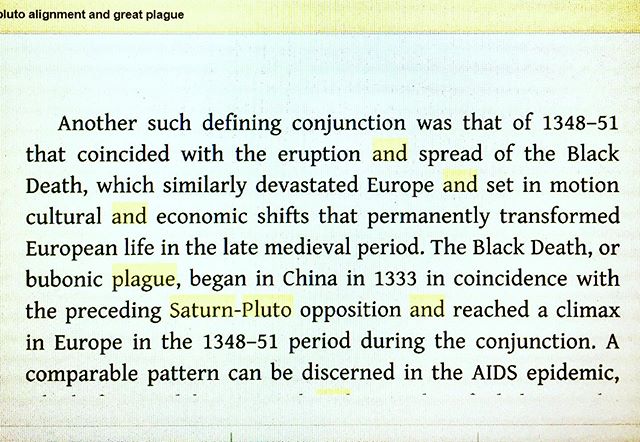 pluto alignment and great plague
Another such defining conjunction was that of 1348–51
that coincided with the eruption and spread of the Black
Death, which similarly devastated Europe and set in motion
cultural and economic shifts that permanently transformed
European life in the late medieval period. The Black Death, or
bubonic plague, began in China in 1333 in coincidence with
the preceding Saturn-Pluto opposition and reached a climax
in Europe in the 1348–51 period during the conjunction. A
comparable pattern can be discerned in the AIDS epidemic,